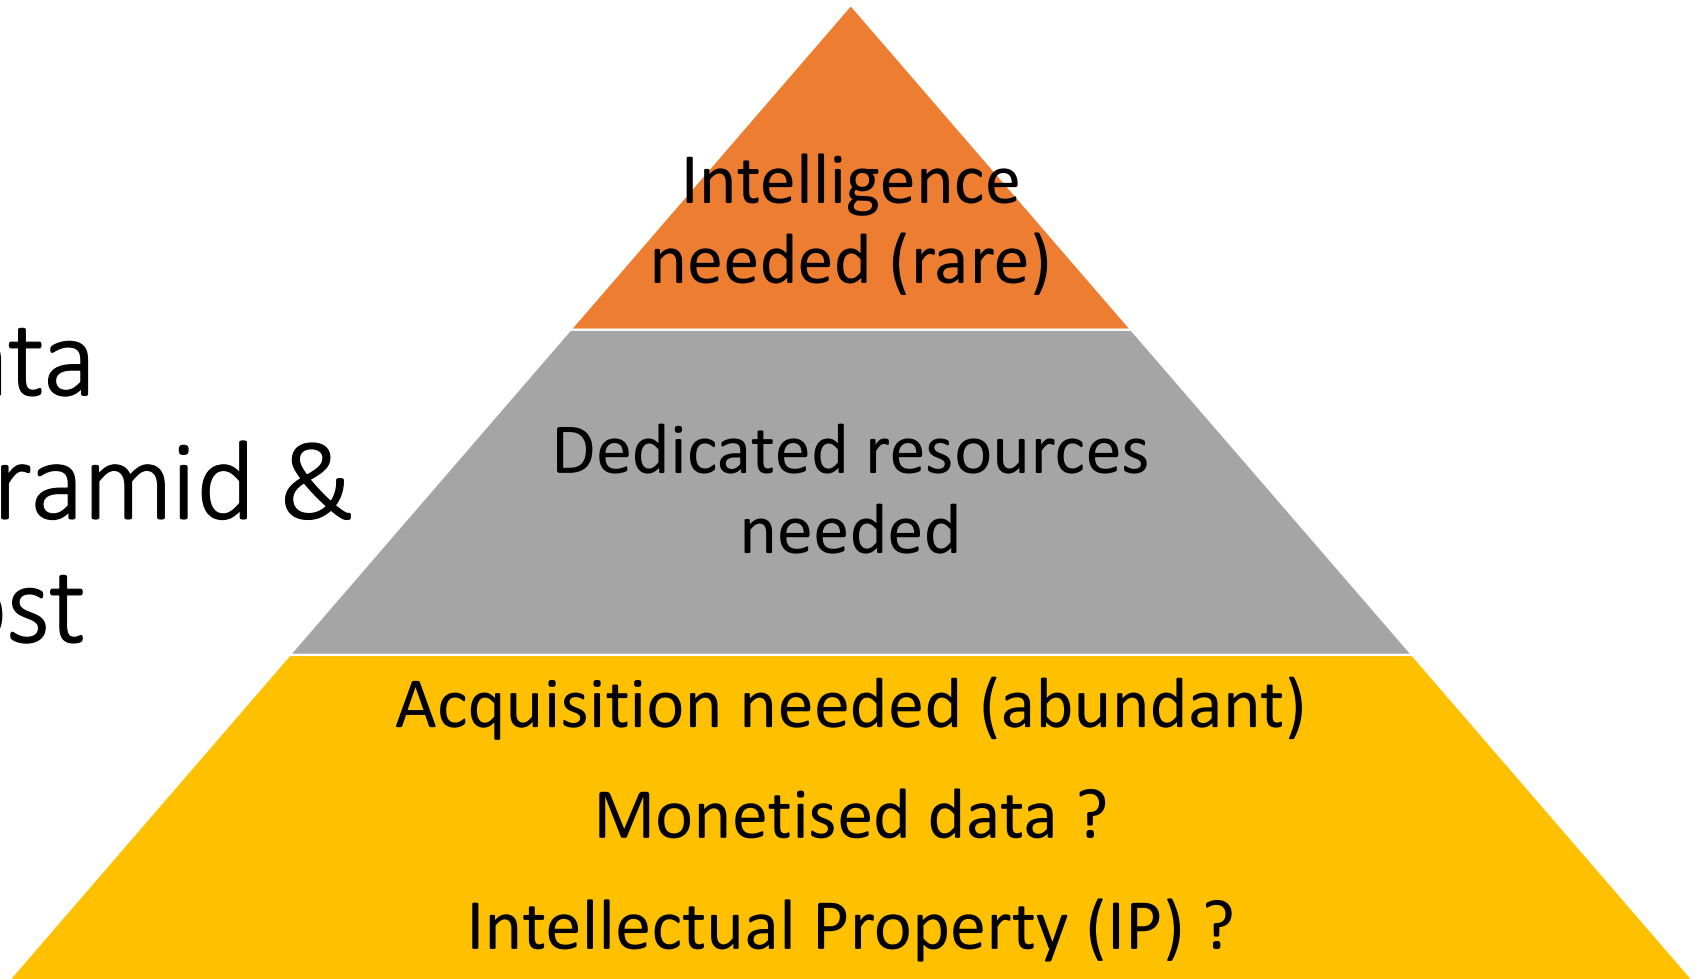 Intelligence
needed (rare)
ta
ramid &
st
Dedicated resources
needed
Acquisition needed (abundant)
Monetised data ?
Intellectual Property (IP) ?